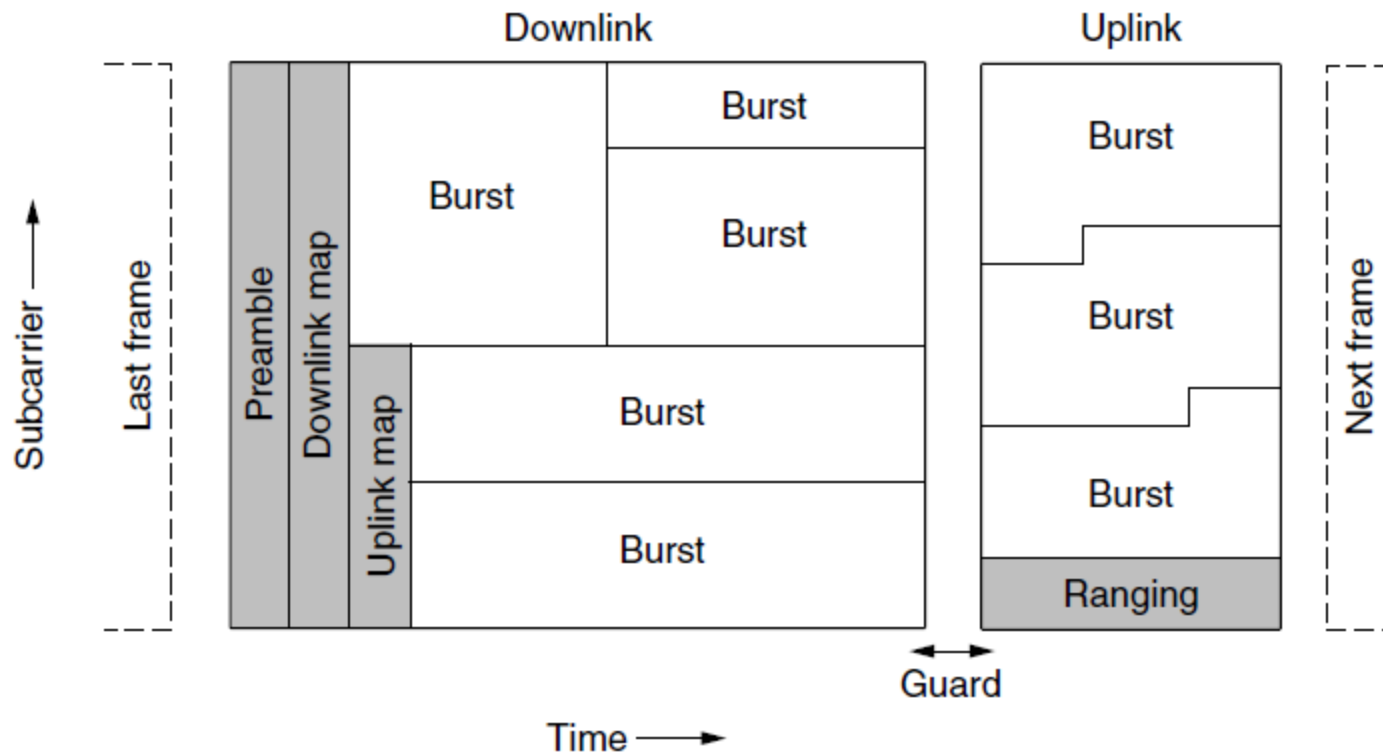 Downlink
Uplink
Subcarrier
Last frame
Preamble
Downlink map
Uplink map
Burst
Burst
Burst
Burst
Burst
Burst
Burst
Burst
Ranging
Next frame
Guard
Time